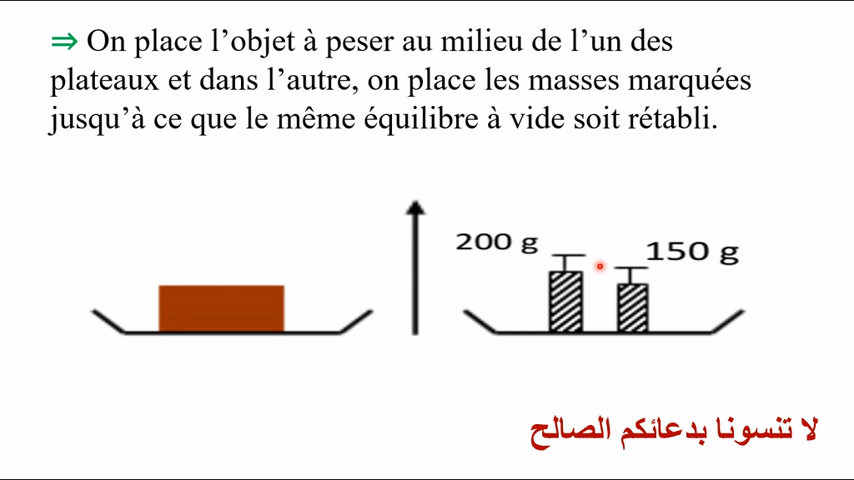 ⇒ On place l’objet à peser au milieu de l’un des
plateaux et dans l’autre, on place les masses marquées
jusqu’à ce que le même équilibre à vide soit rétabli.
200 g
150 g
لا تنسونا بدعائكم الصالح